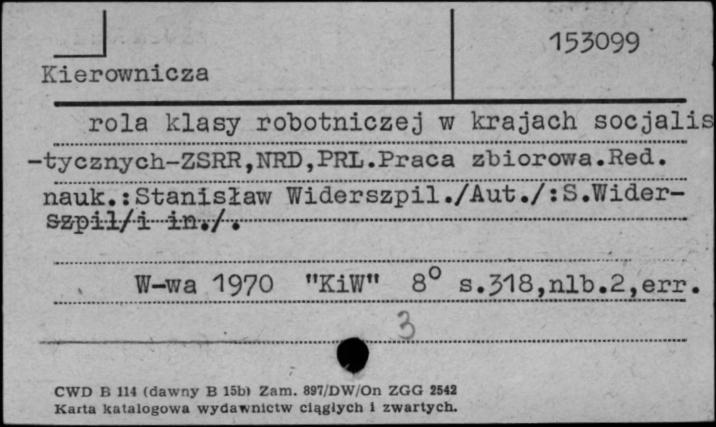 153099
Kierownicza
rola klasy robotniczej w krajach socjalis
-tycznych-ZSRR,NRD,PRL.Praca zbiorowa.Red.
nauk.:Stanisław Widerszpil./Aut./:S.Wider-
szpil/i in./.
W-wa 1970 "KiW" 8° s.318,nlb.2,err.
3
CWD B 114 (dawny B 15b) Zam. 897/DW/On ZGG 2542
Karta katalogowa wydawnictw ciągłych i zwartych.